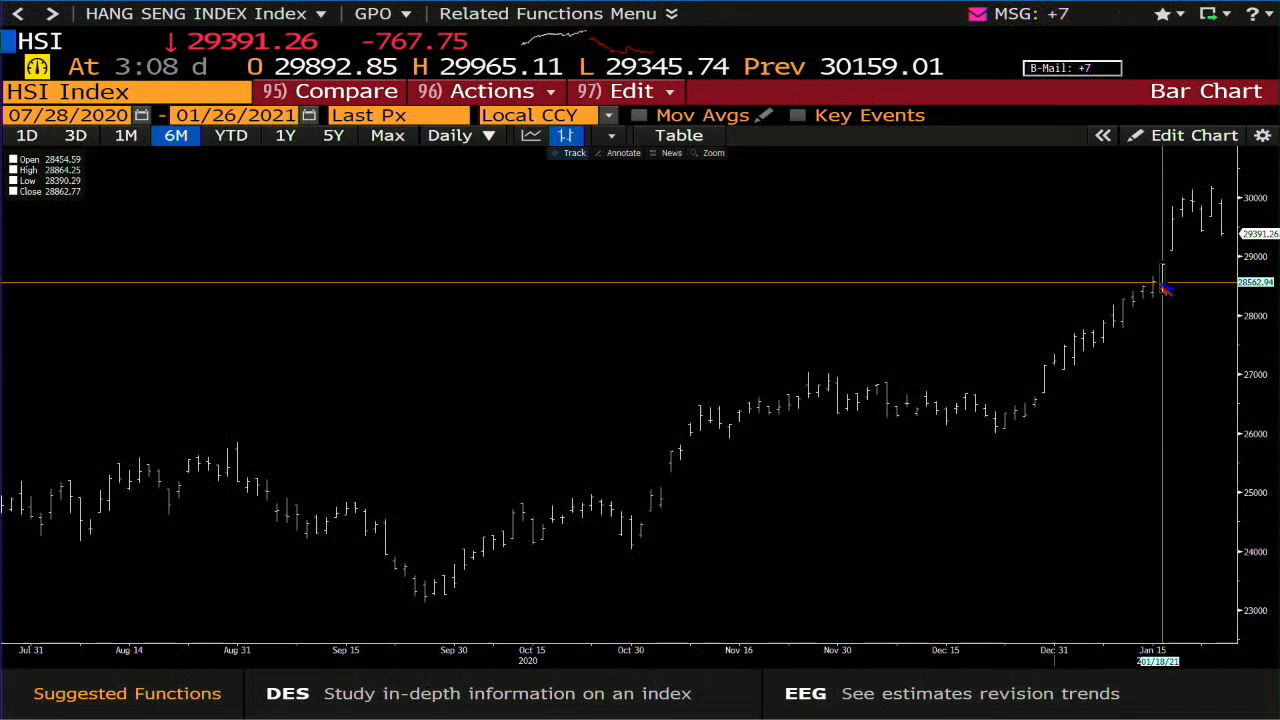 HANG SENG INDEX Index GPO Related Functions Menu MSG: +7 ?
HSI ↓ 29391.26 -767.75
At 3:08 d O 29892.85 H 29965.11 L 29345.74 Prev 30159.01 B-Mail: +7
HSI Index 95) Compare 96) Actions 97) Edit Bar Chart
07/28/2020 - 01/26/2021 Last Px Local CCY Mov Avgs Key Events
1D 3D 1M 6M YTD 1Y 5Y Max Daily ▼ Table Edit Chart
Track Annotate News Zoom
Open 28454.59
High 28864.25
Low 28390.29
Close 28862.77
30000
29391.26
29000
28562.94
28000
27000
26000
25000
24000
23000
Jul 31 Aug 14 Aug 31 Sep 15 Sep 30 Oct 15 Oct 30 Nov 16 Nov 30 Dec 15 Dec 31 Jan 15
2020 01/18/21
Suggested Functions DES Study in-depth information on an index EEG See estimates revision trends